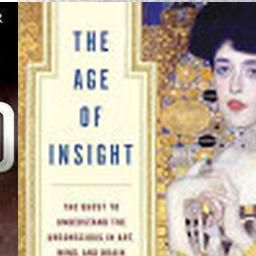 THE
AGE
OF
INSIGHT
THE QUEST TO
UNDERSTAND THE
UNCONSCIOUS IN ART,
MIND, AND BRAIN